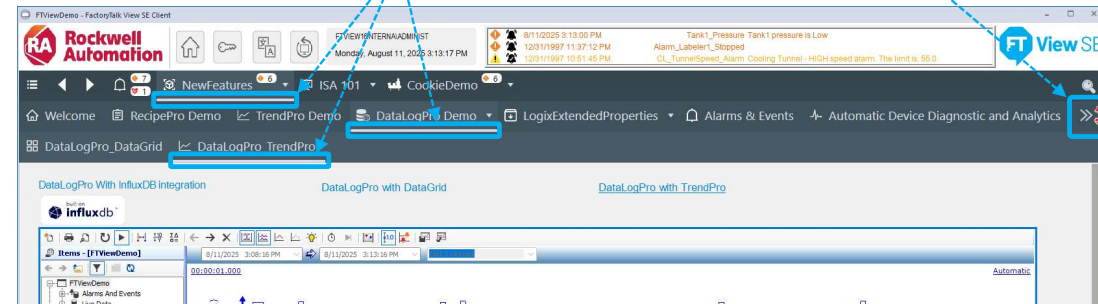 FTViewDemo - FactoryTalk View SE Client
RA Rockwell Automation
FTVIEW16INTERNA\ADMINIST
Monday, August 11, 2025 3:13:17 PM
8/11/2025 3:13:00 PM Tank1_Pressure Tank1 pressure is Low
12/31/1997 11:37:12 PM Alarm_Labeler1_Stopped
12/31/1997 10:51:45 PM CL_TunnelSpeed_Alarm Cooling Tunnel - HIGH speed alarm. The limit is: 55.0
FT View SE
7 1 NewFeatures 6 ISA 101 CookieDemo 6
Welcome RecipePro Demo TrendPro Demo DataLogPro Demo LogixExtendedProperties Alarms & Events Automatic Device Diagnostic and Analytics
DataLogPro_DataGrid DataLogPro_TrendPro
DataLogPro With InfluxDB integration DataLogPro with DataGrid DataLogPro with TrendPro
built on
influxdb
Items - [FTViewDemo] 8/11/2025 3:08:16 PM 8/11/2025 3:13:16 PM
00:00:01.000 Automatic
FTViewDemo
Alarms And Events
Live Data